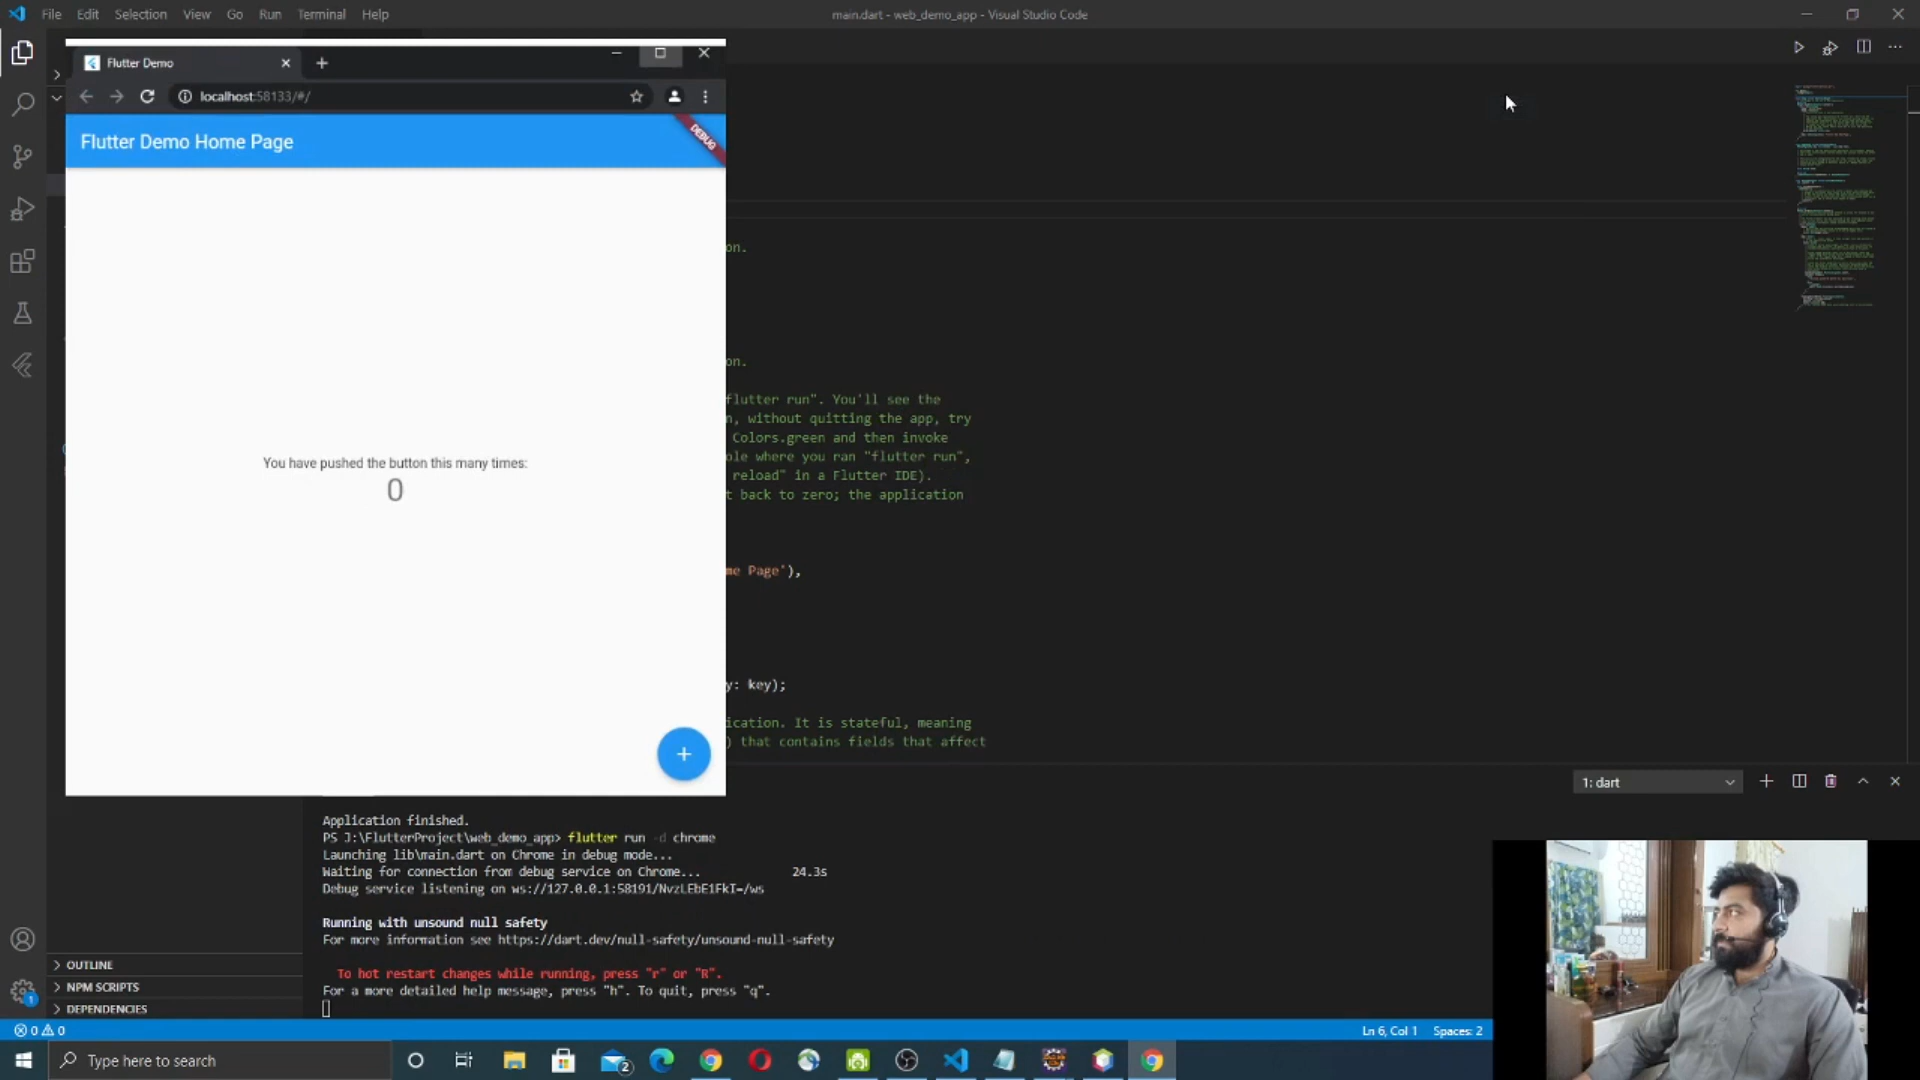 File Edit Selection View Go Run Terminal Help
main.dart - web_demo_app - Visual Studio Code
Flutter Demo
localhost:58133/#/
Flutter Demo Home Page
DEBUG
You have pushed the button this many times:
0
on.
on.
flutter run". You'll see the
n, without quitting the app, try
Colors.green and then invoke
ole where you ran "flutter run",
reload" in a Flutter IDE).
t back to zero; the application
me Page'),
y: key);
ication. It is stateful, meaning
) that contains fields that affect
1: dart
Application finished.
PS J:\FlutterProject\web_demo_app> flutter run -d chrome
Launching lib\main.dart on Chrome in debug mode...
Waiting for connection from debug service on Chrome... 24.3s
Debug service listening on ws://127.0.0.1:58191/NvzLEbE1FkI=/ws
Running with unsound null safety
For more information see https://dart.dev/null-safety/unsound-null-safety
To hot restart changes while running, press "r" or "R".
For a more detailed help message, press "h". To quit, press "q".
OUTLINE
NPM SCRIPTS
DEPENDENCIES
1
0 0
Ln 6, Col 1 Spaces: 2
Type here to search
2